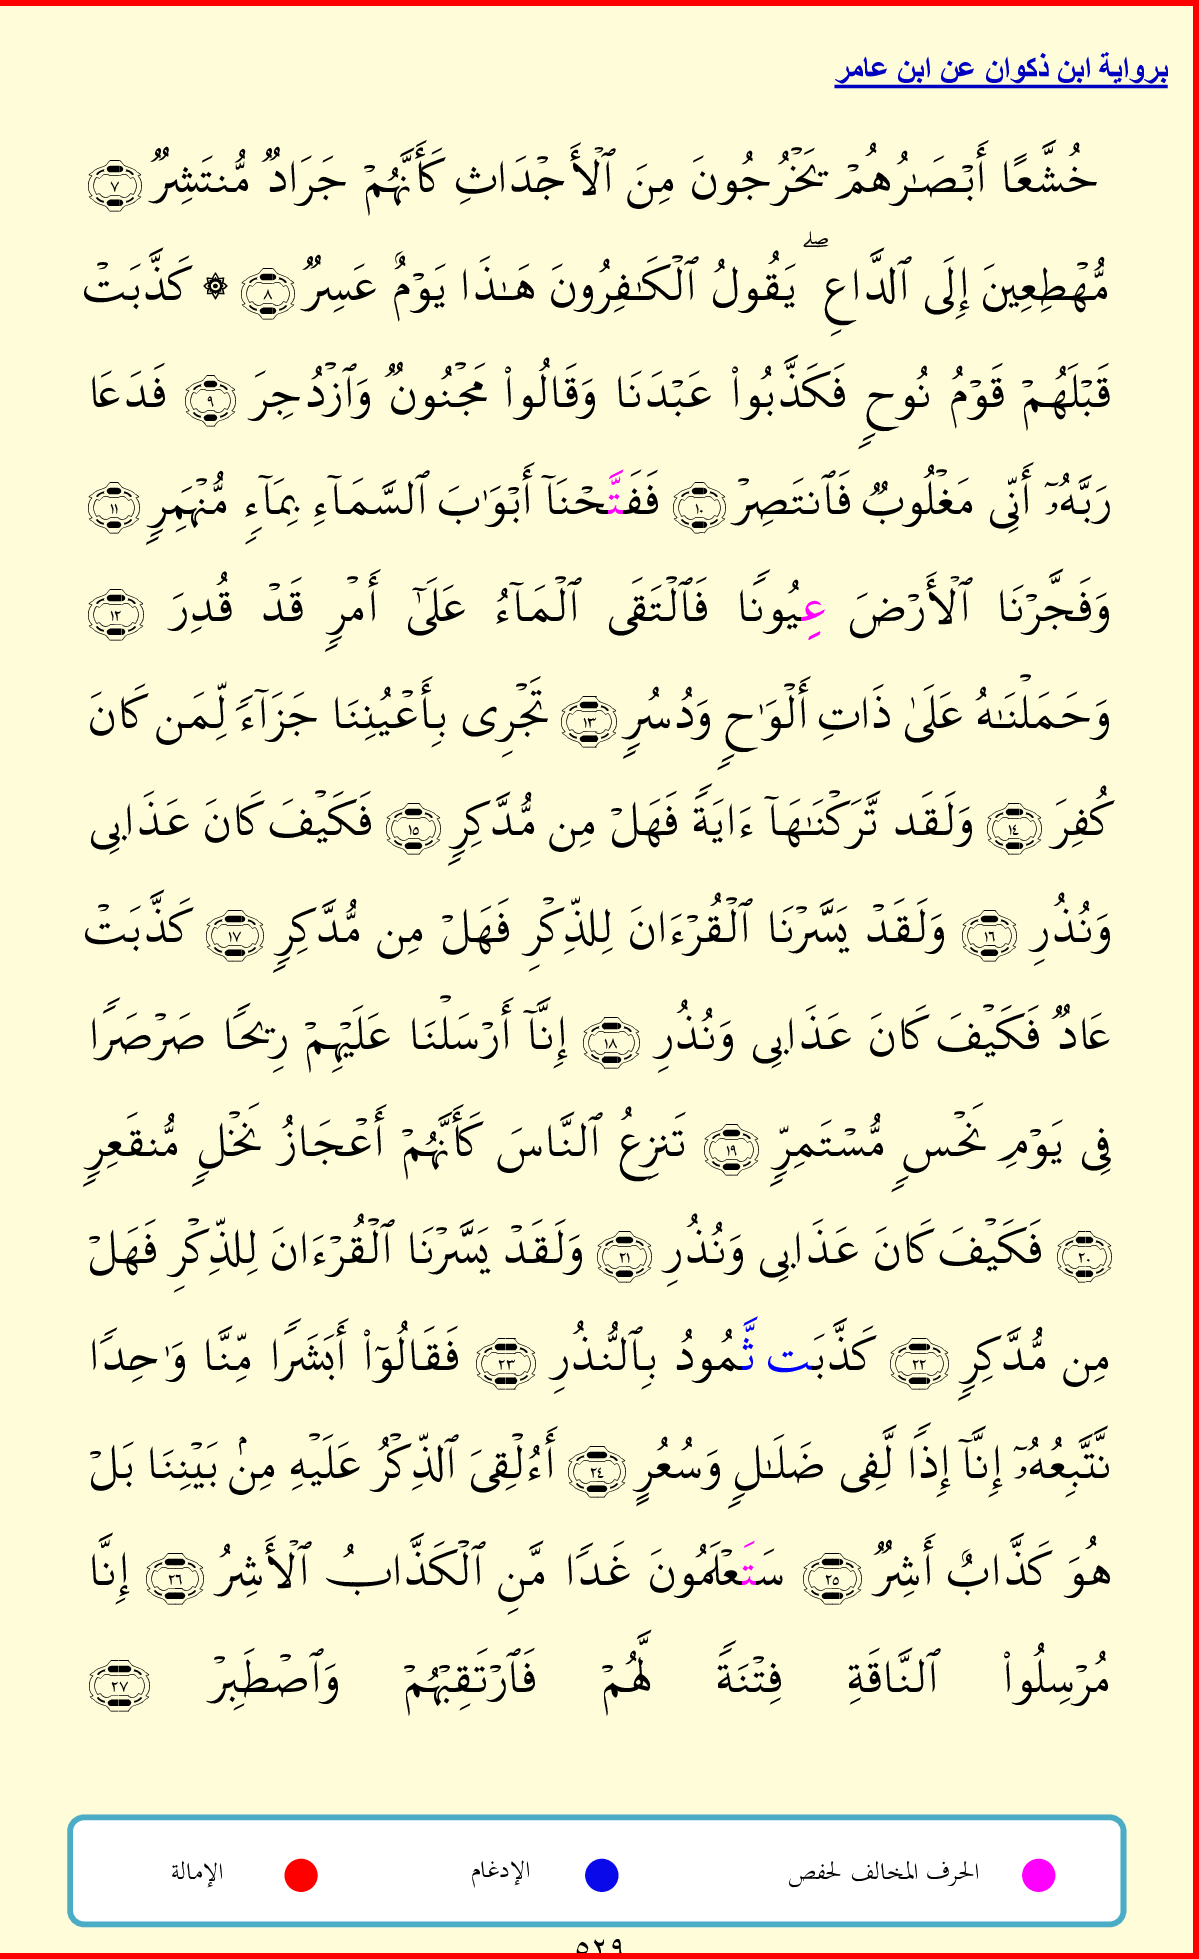 برواية ابن ذكوان عن ابن عامر
خُشَّعًا أَبۡصَٰرُهُمۡ يَخۡرُجُونَ مِنَ ٱلۡأَجۡدَاثِ كَأَنَّهُمۡ جَرَادٞ مُّنتَشِرٞ ٧
مُّهۡطِعِينَ إِلَى ٱلدَّاعِۖ يَقُولُ ٱلۡكَٰفِرُونَ هَٰذَا يَوۡمٌ عَسِرٞ ٨ ۞ كَذَّبَتۡ
قَبۡلَهُمۡ قَوۡمُ نُوحٖ فَكَذَّبُواْ عَبۡدَنَا وَقَالُواْ مَجۡنُونٞ وَٱزۡدُجِرَ ٩ فَدَعَا
رَبَّهُۥٓ أَنِّي مَغۡلُوبٞ فَٱنتَصِرۡ ١٠ فَفَتَّحۡنَآ أَبۡوَٰبَ ٱلسَّمَآءِ بِمَآءٖ مُّنۡهَمِرٖ ١١
وَفَجَّرۡنَا ٱلۡأَرۡضَ عِيُونٗا فَٱلۡتَقَى ٱلۡمَآءُ عَلَىٰٓ أَمۡرٖ قَدۡ قُدِرَ ١٢
وَحَمَلۡنَٰهُ عَلَىٰ ذَاتِ أَلۡوَٰحٖ وَدُسُرٖ ١٣ تَجۡرِي بِأَعۡيُنِنَا جَزَآءٗ لِّمَن كَانَ
كُفِرَ ١٤ وَلَقَد تَّرَكۡنَٰهَآ ءَايَةٗ فَهَلۡ مِن مُّدَّكِرٖ ١٥ فَكَيۡفَ كَانَ عَذَابِي
وَنُذُرِ ١٦ وَلَقَدۡ يَسَّرۡنَا ٱلۡقُرۡءَانَ لِلذِّكۡرِ فَهَلۡ مِن مُّدَّكِرٖ ١٧ كَذَّبَتۡ
عَادٞ فَكَيۡفَ كَانَ عَذَابِي وَنُذُرِ ١٨ إِنَّآ أَرۡسَلۡنَا عَلَيۡهِمۡ رِيحٗا صَرۡصَرٗا
فِي يَوۡمِ نَحۡسٖ مُّسۡتَمِرّٖ ١٩ تَنزِعُ ٱلنَّاسَ كَأَنَّهُمۡ أَعۡجَازُ نَخۡلٖ مُّنقَعِرٖ
٢٠ فَكَيۡفَ كَانَ عَذَابِي وَنُذُرِ ٢١ وَلَقَدۡ يَسَّرۡنَا ٱلۡقُرۡءَانَ لِلذِّكۡرِ فَهَلۡ
مِن مُّدَّكِرٖ ٢٢ كَذَّبَت ثَّمُودُ بِٱلنُّذُرِ ٢٣ فَقَالُوٓاْ أَبَشَرٗا مِّنَّا وَٰحِدٗا
نَّتَّبِعُهُۥٓ إِنَّآ إِذٗا لَّفِي ضَلَٰلٖ وَسُعُرٍ ٢٤ أَءُلۡقِيَ ٱلذِّكۡرُ عَلَيۡهِ مِنۢ بَيۡنِنَا بَلۡ
هُوَ كَذَّابٌ أَشِرٞ ٢٥ سَتَعۡلَمُونَ غَدٗا مَّنِ ٱلۡكَذَّابُ ٱلۡأَشِرُ ٢٦ إِنَّا
مُرۡسِلُواْ ٱلنَّاقَةِ فِتۡنَةٗ لَّهُمۡ فَٱرۡتَقِبۡهُمۡ وَٱصۡطَبِرۡ ٢٧
الحرف المخالف لحفص الإدغام الإمالة
٥٢٩